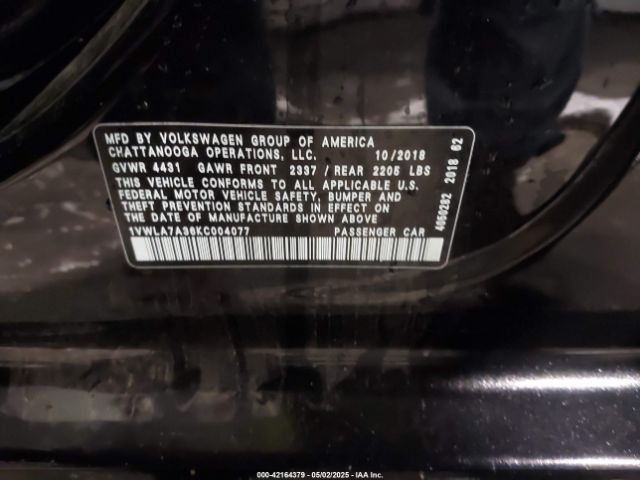 MFD BY VOLKSWAGEN GROUP OF AMERICA
CHATTANOOGA OPERATIONS, LLC. 10/2018
GVWR 4431 GAWR FRONT 2337 / REAR 2205 LBS
THIS VEHICLE CONFORMS TO ALL APPLICABLE U.S.
FEDERAL MOTOR VEHICLE SAFETY, BUMPER AND
THEFT PREVENTION STANDARDS IN EFFECT ON
THE DATE OF MANUFACTURE SHOWN ABOVE
1VWLA7A36KC004077 PASSENGER CAR
4050282 2018 62
000-42164379 - 05/02/2025 - IAA Inc.